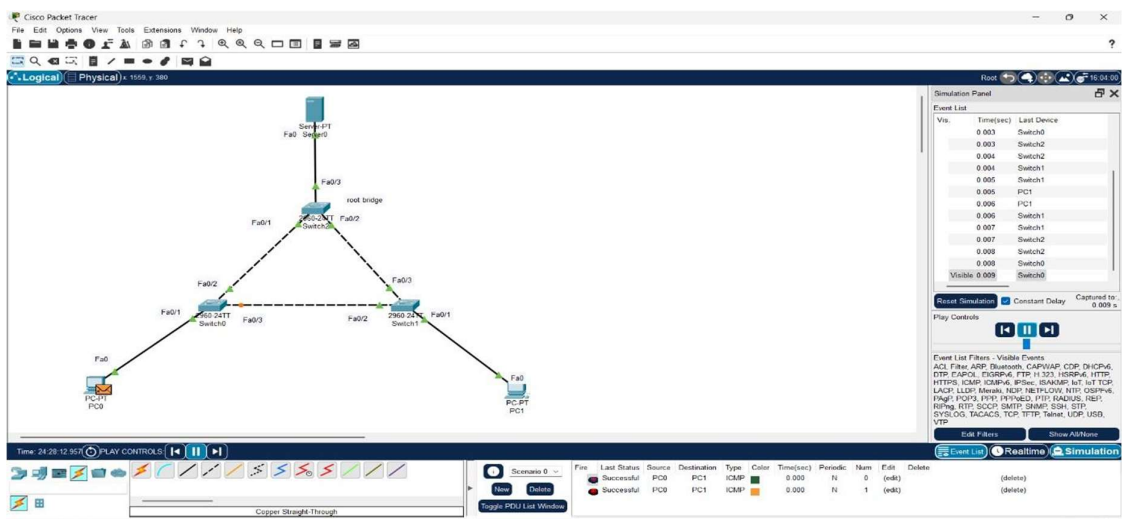 Cisco Packet Tracer
File Edit Options View Tools Extensions Window Help
?
Logical Physical x: 1559, y: 380
Root 16:04:00
Simulation Panel
Event List
Vis. Time(sec) Last Device
0.003 Switch0
0.003 Switch2
0.004 Switch2
0.004 Switch1
0.005 Switch1
0.005 PC1
0.006 PC1
0.006 Switch1
0.007 Switch1
0.007 Switch2
0.008 Switch2
0.008 Switch0
Visible 0.009 Switch0
Reset Simulation Constant Delay Captured to:
0.009 s
Play Controls
Event List Filters - Visible Events
ACL Filter, ARP, Bluetooth, CAPWAP, CDP, DHCPv6,
DTP, EAPOL, EIGRPv6, FTP, H.323, HSRPv6, HTTP,
HTTPS, ICMP, ICMPv6, IPSec, ISAKMP, IoT, IoT TCP,
LACP, LLDP, Meraki, NDP, NETFLOW, NTP, OSPFv6,
PAgP, POP3, PPP, PPPoED, PTP, RADIUS, REP,
RIPng, RTP, SCCP, SMTP, SNMP, SSH, STP,
SYSLOG, TACACS, TCP, TFTP, Telnet, UDP, USB,
VTP
Edit Filters Show All/None
Server-PT
Fa0 Server0
Fa0/3
root bridge
2960-24TT
Switch2
Fa0/1
Fa0/2
Fa0/2
Fa0/3
Fa0/1
2960-24TT
Switch0
Fa0/3
Fa0/2
2960-24TT
Switch1
Fa0/1
Fa0
PC-PT
PC0
Fa0
PC-PT
PC1
Time: 24:28:12.957 PLAY CONTROLS:
Event List Realtime Simulation
Copper Straight-Through
Scenario 0
New Delete
Toggle PDU List Window
Fire Last Status Source Destination Type Color Time(sec) Periodic Num Edit Delete
Successful PC0 PC1 ICMP 0.000 N 0 (edit) (delete)
Successful PC0 PC1 ICMP 0.000 N 1 (edit) (delete)